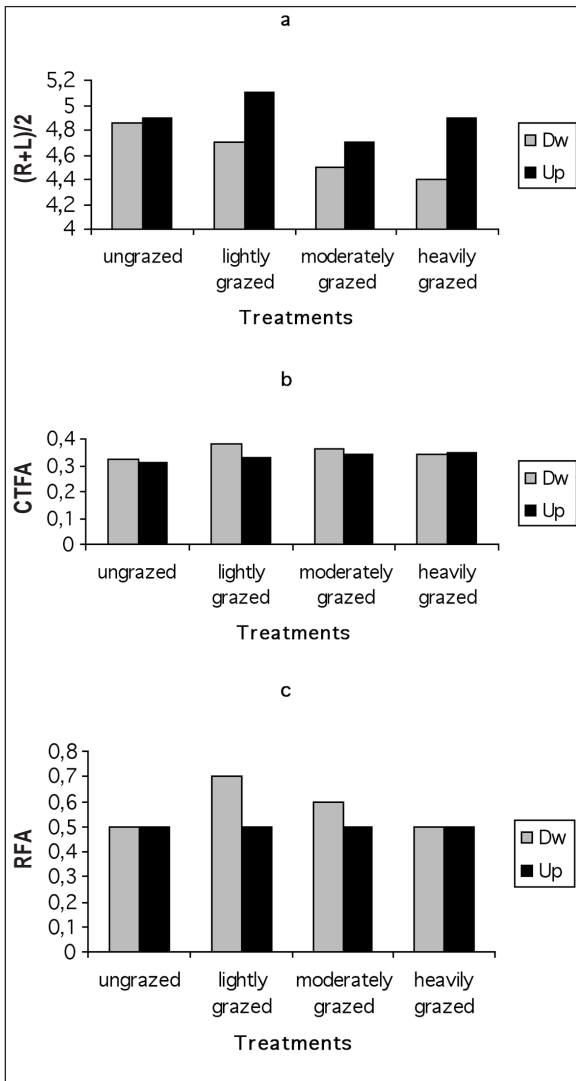 a
(R+L)/2
5,2
5
4,8
4,6
4,4
4,2
4
ungrazed
lightly grazed
moderately grazed
heavily grazed
Treatments
Dw
Up
b
CTFA
0,4
0,3
0,2
0,1
0
ungrazed
lightly grazed
moderately grazed
heavily grazed
Treatments
Dw
Up
c
RFA
0,8
0,7
0,6
0,5
0,4
0,3
0,2
0,1
0
ungrazed
lightly grazed
moderately grazed
heavily grazed
Treatments
Dw
Up